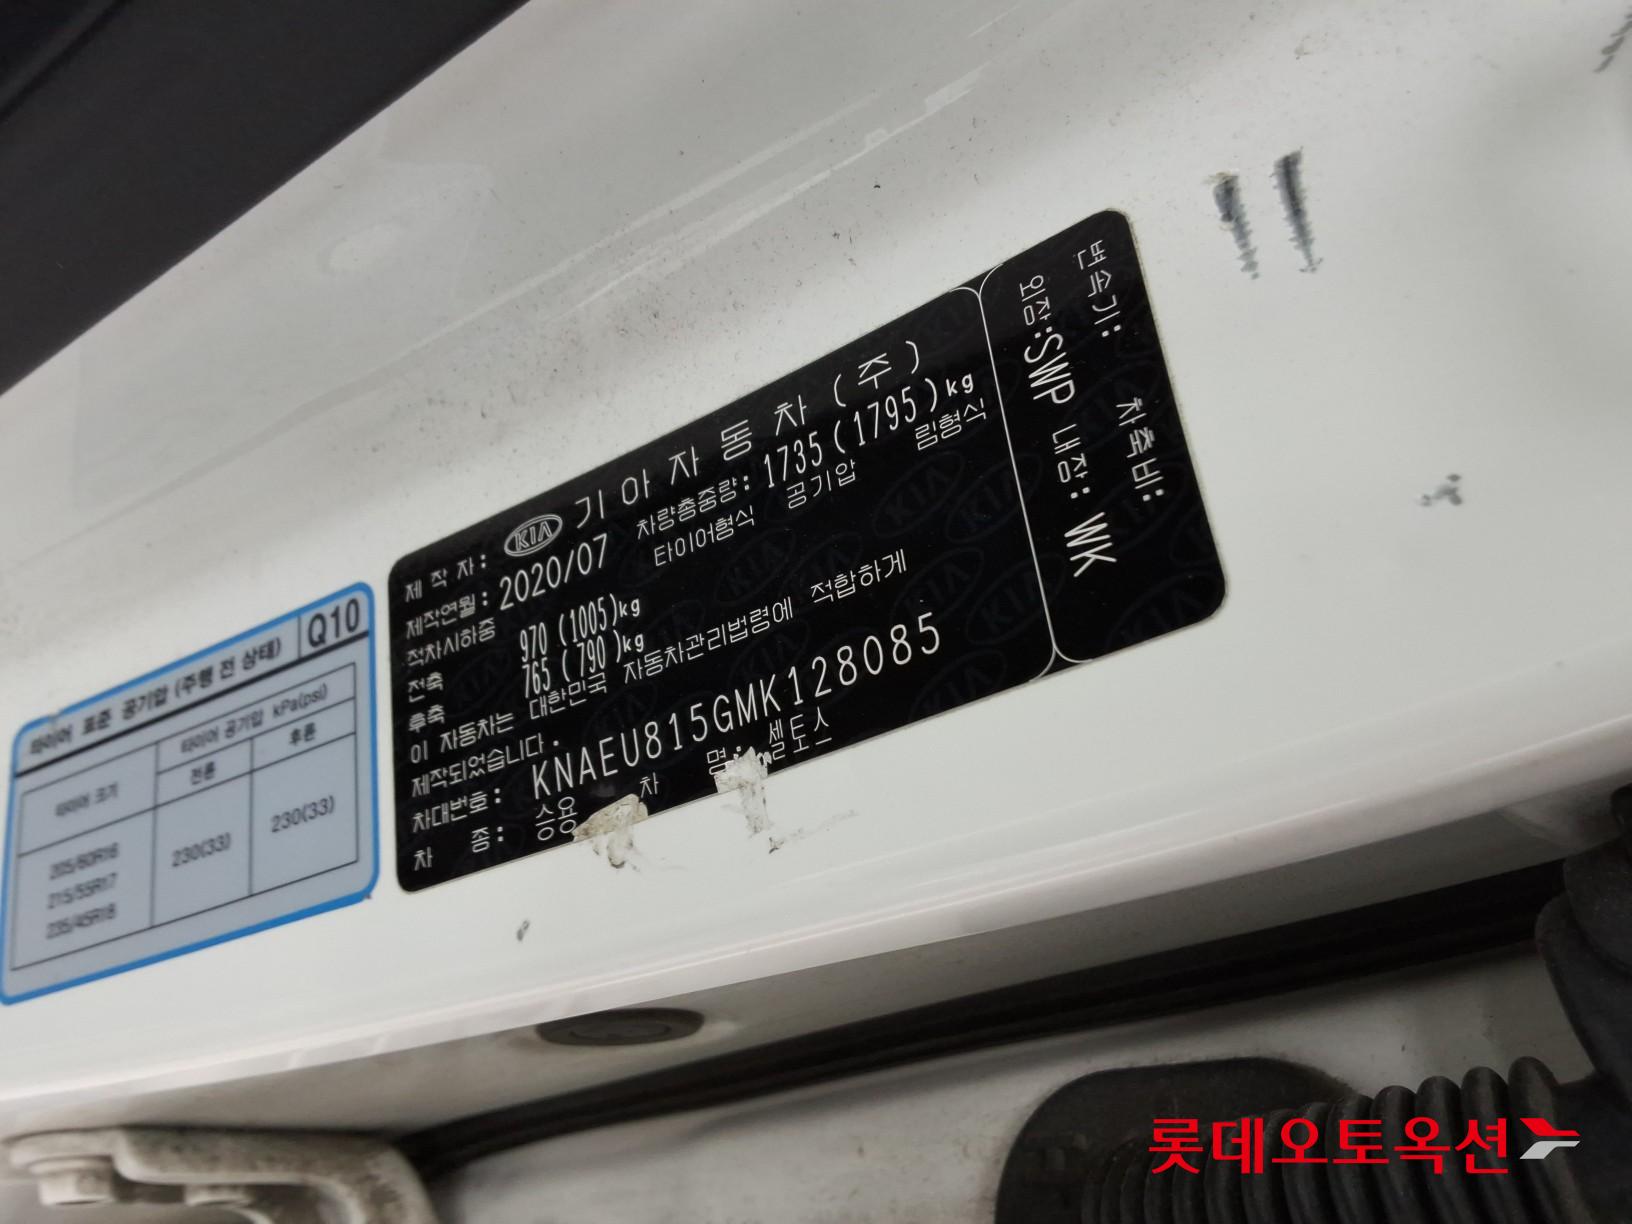 타이어 표준 공기압 (주행 전 상태) Q10
타이어 크기 타이어 공기압 kPa(psi)
전륜 후륜
205/60R16
215/55R17
235/45R18
230(33) 230(33)
제 작 자: KIA 기 아 자 동 차 ( 주 )
제작연월: 2020/07 차량총중량: 1735 (1795) kg
적차시하중 타이어형식 공기압 림형식
전축 970 (1005)kg
후축 765 (790)kg
이 자동차는 대한민국 자동차관리법령에 적합하게
제작되었습니다.
차대번호: KNAEU815GMK128085
차 종: 승용 차 명: 셀토스
변속기: 차축비:
외장:SWP 내장: WK
롯데오토옥션